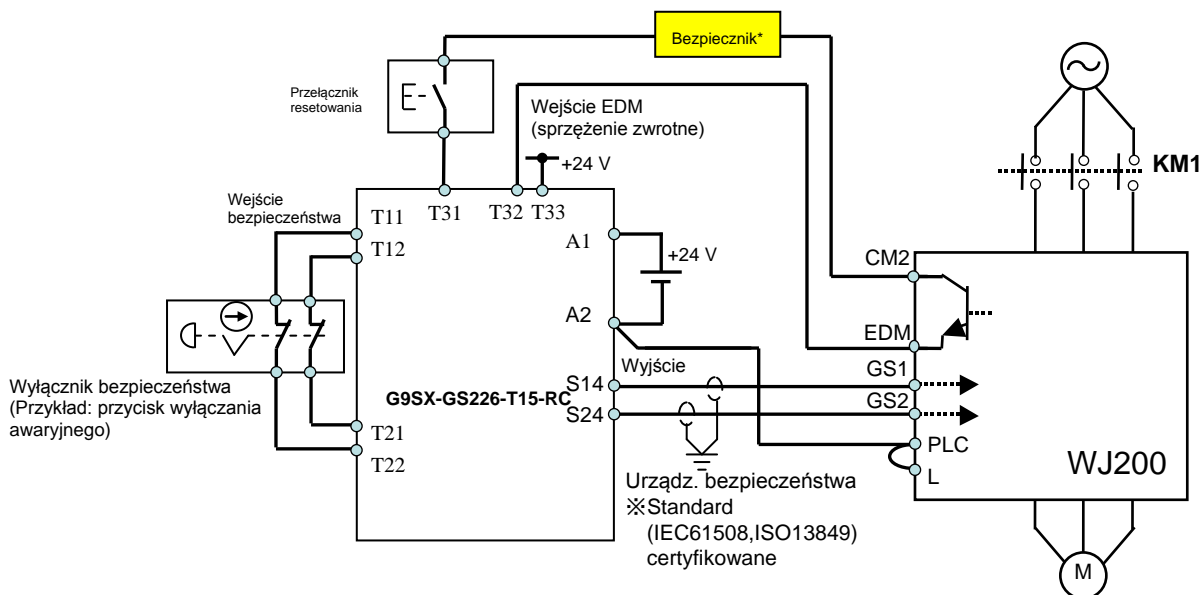 Bezpiecznik*
Przełącznik
resetowania
Wejście EDM
(sprzężenie zwrotne)
+24 V
KM1
Wejście
bezpieczeństwa
T11
T12
T31
T32
T33
A1
+24 V
CM2
A2
EDM
Wyjście
GS1
S14
GS2
S24
G9SX-GS226-T15-RC
Wyłącznik bezpieczeństwa
(Przykład: przycisk wyłączania
awaryjnego)
T21
T22
PLC
L
WJ200
Urządz. bezpieczeństwa
※Standard
(IEC61508,ISO13849)
certyfikowane
M